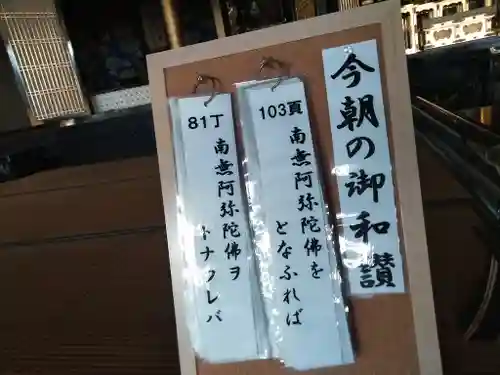 今朝の御和讃
103頁
南無阿弥陀佛を
となふれば
81丁
南無阿弥陀佛ヲ
トナフレバ